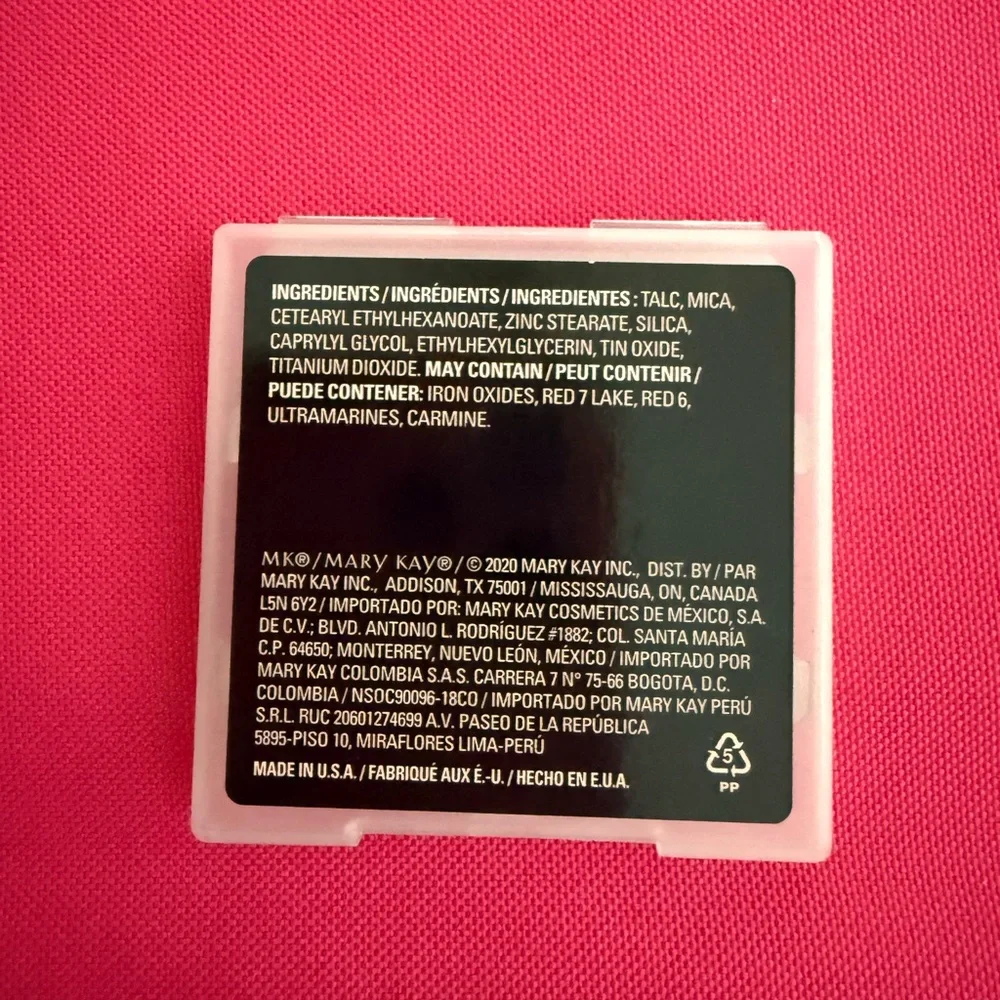 INGREDIENTS / INGRÉDIENTS / INGREDIENTES : TALC, MICA,
CETEARYL ETHYLHEXANOATE, ZINC STEARATE, SILICA,
CAPRYLYL GLYCOL, ETHYLHEXYLGLYCERIN, TIN OXIDE,
TITANIUM DIOXIDE. MAY CONTAIN / PEUT CONTENIR /
PUEDE CONTENER: IRON OXIDES, RED 7 LAKE, RED 6,
ULTRAMARINES, CARMINE.
MK® / MARY KAY® / © 2020 MARY KAY INC., DIST. BY / PAR
MARY KAY INC., ADDISON, TX 75001 / MISSISSAUGA, ON, CANADA
L5N 6Y2 / IMPORTADO POR: MARY KAY COSMETICS DE MÉXICO, S.A.
DE C.V.; BLVD. ANTONIO L. RODRÍGUEZ #1882; COL. SANTA MARÍA
C.P. 64650; MONTERREY, NUEVO LEÓN, MÉXICO / IMPORTADO POR
MARY KAY COLOMBIA S.A.S. CARRERA 7 N° 75-66 BOGOTA, D.C.
COLOMBIA / NSOC90096-18CO / IMPORTADO POR MARY KAY PERÚ
S.R.L. RUC 20601274699 A.V. PASEO DE LA REPÚBLICA
5895-PISO 10, MIRAFLORES LIMA-PERÚ
MADE IN U.S.A. / FABRIQUÉ AUX É.-U. / HECHO EN E.U.A.
5
PP